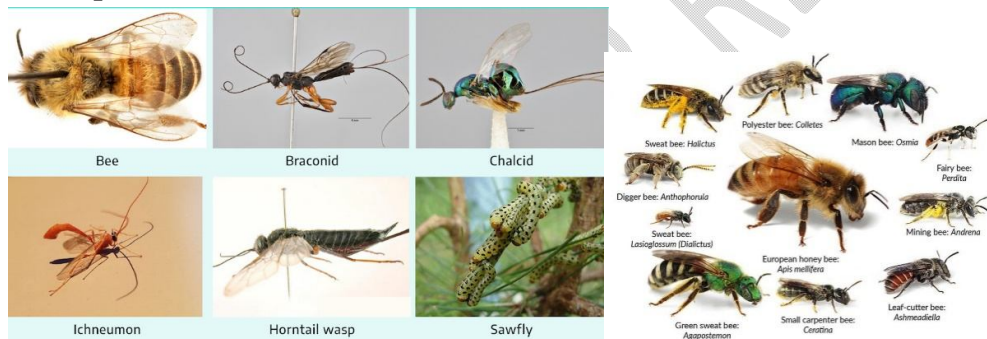 Bee
Braconid
Chalcid
Ichneumon
Horntail wasp
Sawfly
Polyester bee: Colletes
Sweat bee: Halictus
Mason bee: Osmia
Fairy bee:
Perdita
Digger bee: Anthophoruia
Mining bee: Andrena
Sweat bee:
Lasioglossum (Dialictus)
European honey bee:
Apis mellifera
Leaf-cutter bee:
Ashmeadiella
Small carpenter bee:
Ceratina
Green sweat bee:
Agapostemon